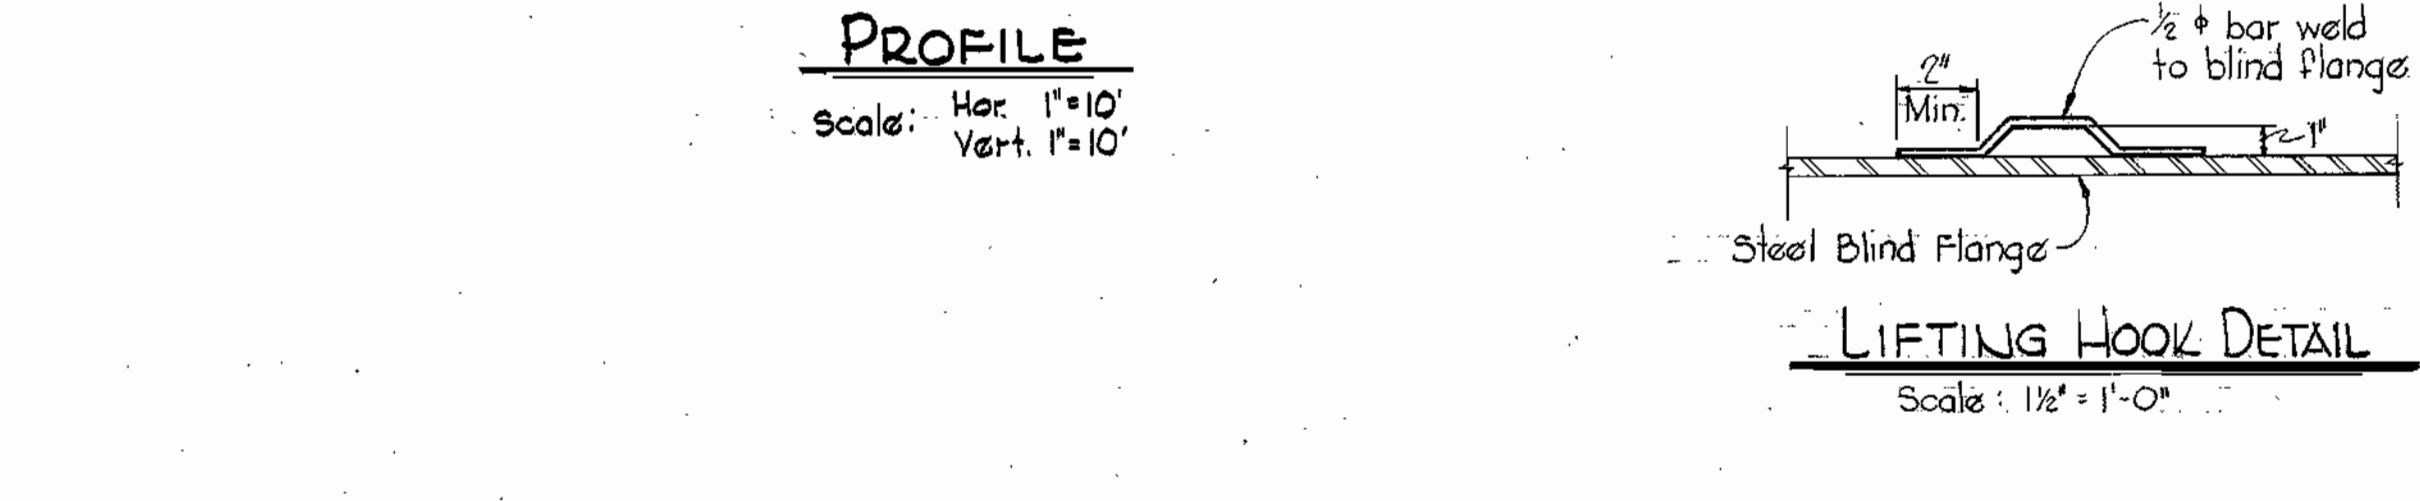 PROFILE
Scale: Hor. 1"=10'
Vert. 1"=10'
½ ϕ bar weld
to blind flange
2"
Min.
1"
Steel Blind Flange
LIFTING HOOK DETAIL
Scale: 1½" = 1'-0"